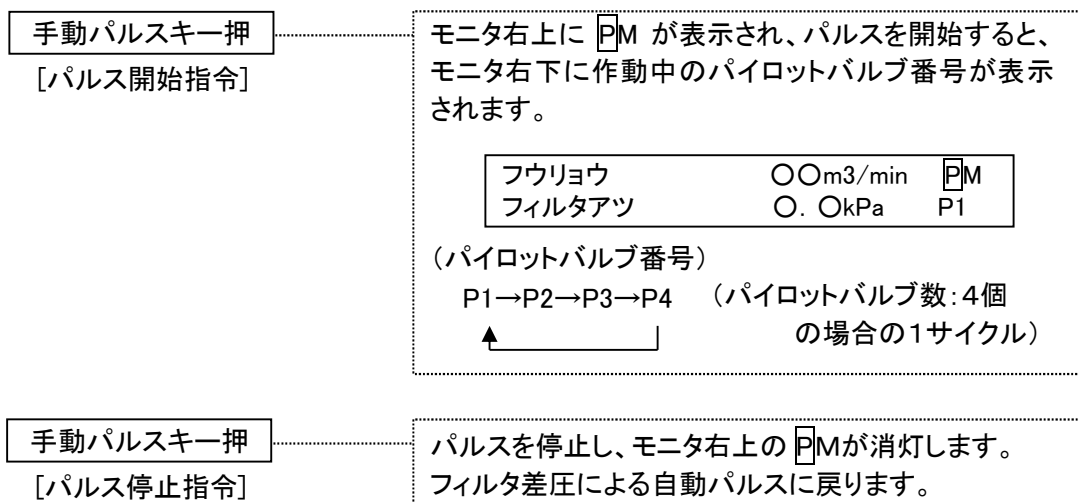 手動パルスキー押
[パルス開始指令]
モニタ右上に PM が表示され、パルスを開始すると、
モニタ右下に作動中のパイロットバルブ番号が表示
されます。
フウリョウ 〇〇m3/min PM
フィルタアツ 〇．〇kPa P1
（パイロットバルブ番号）
P1→P2→P3→P4 （パイロットバルブ数：４個
の場合の１サイクル）
手動パルスキー押
[パルス停止指令]
パルスを停止し、モニタ右上の PMが消灯します。
フィルタ差圧による自動パルスに戻ります。